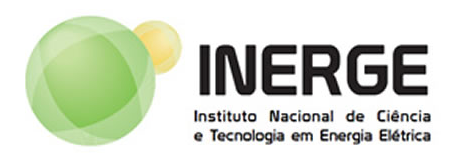 INERGE
Instituto Nacional de Ciência
e Tecnologia em Energia Elétrica